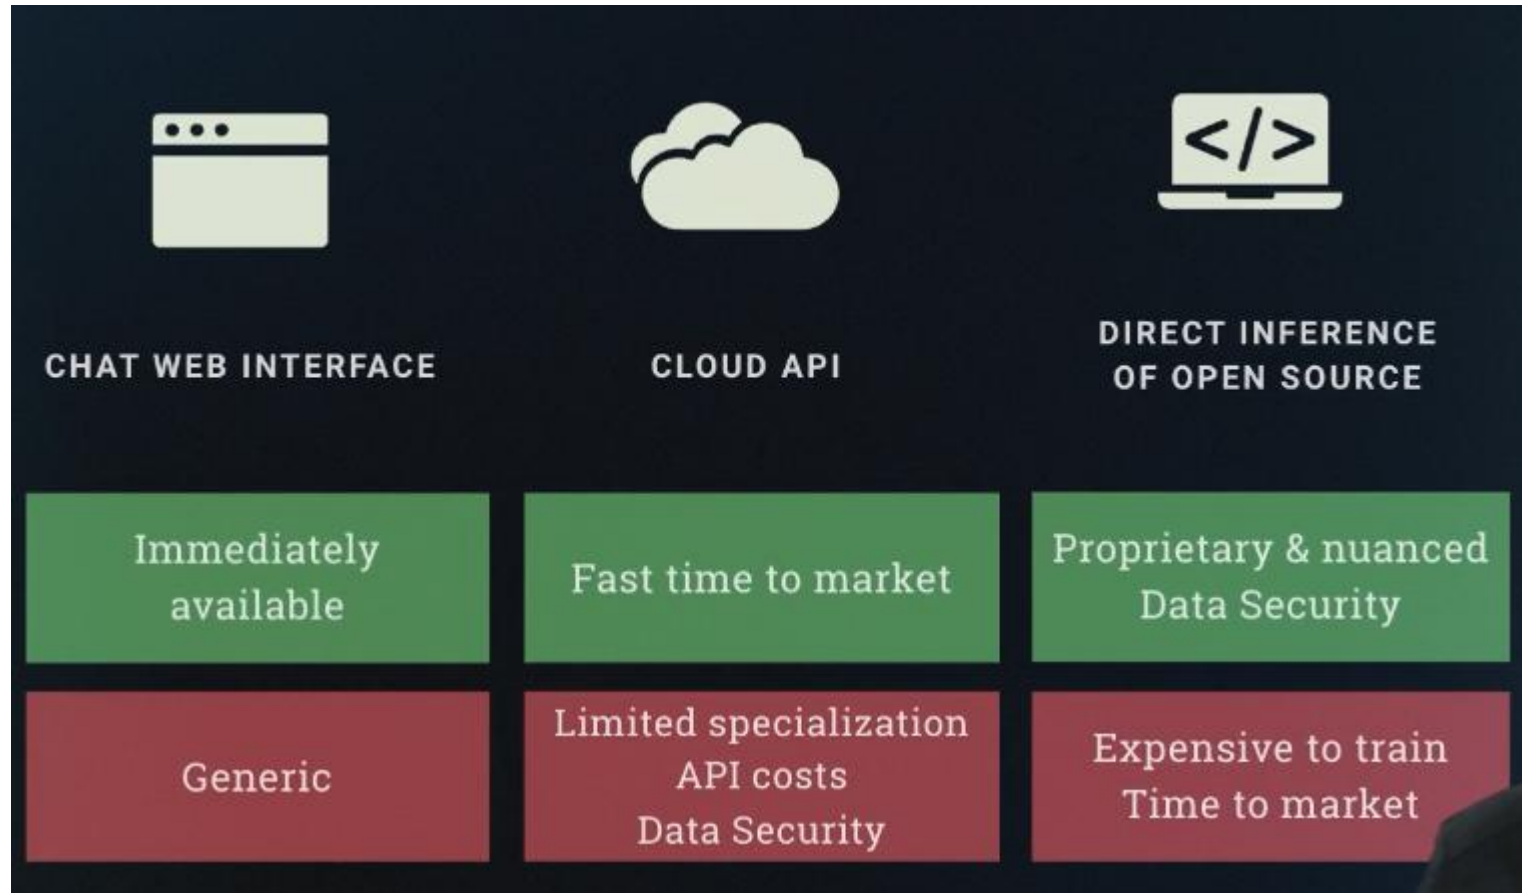 CHAT WEB INTERFACE
CLOUD API
DIRECT INFERENCE
OF OPEN SOURCE
Immediately
available
Fast time to market
Proprietary & nuanced
Data Security
Generic
Limited specialization
API costs
Data Security
Expensive to train
Time to market